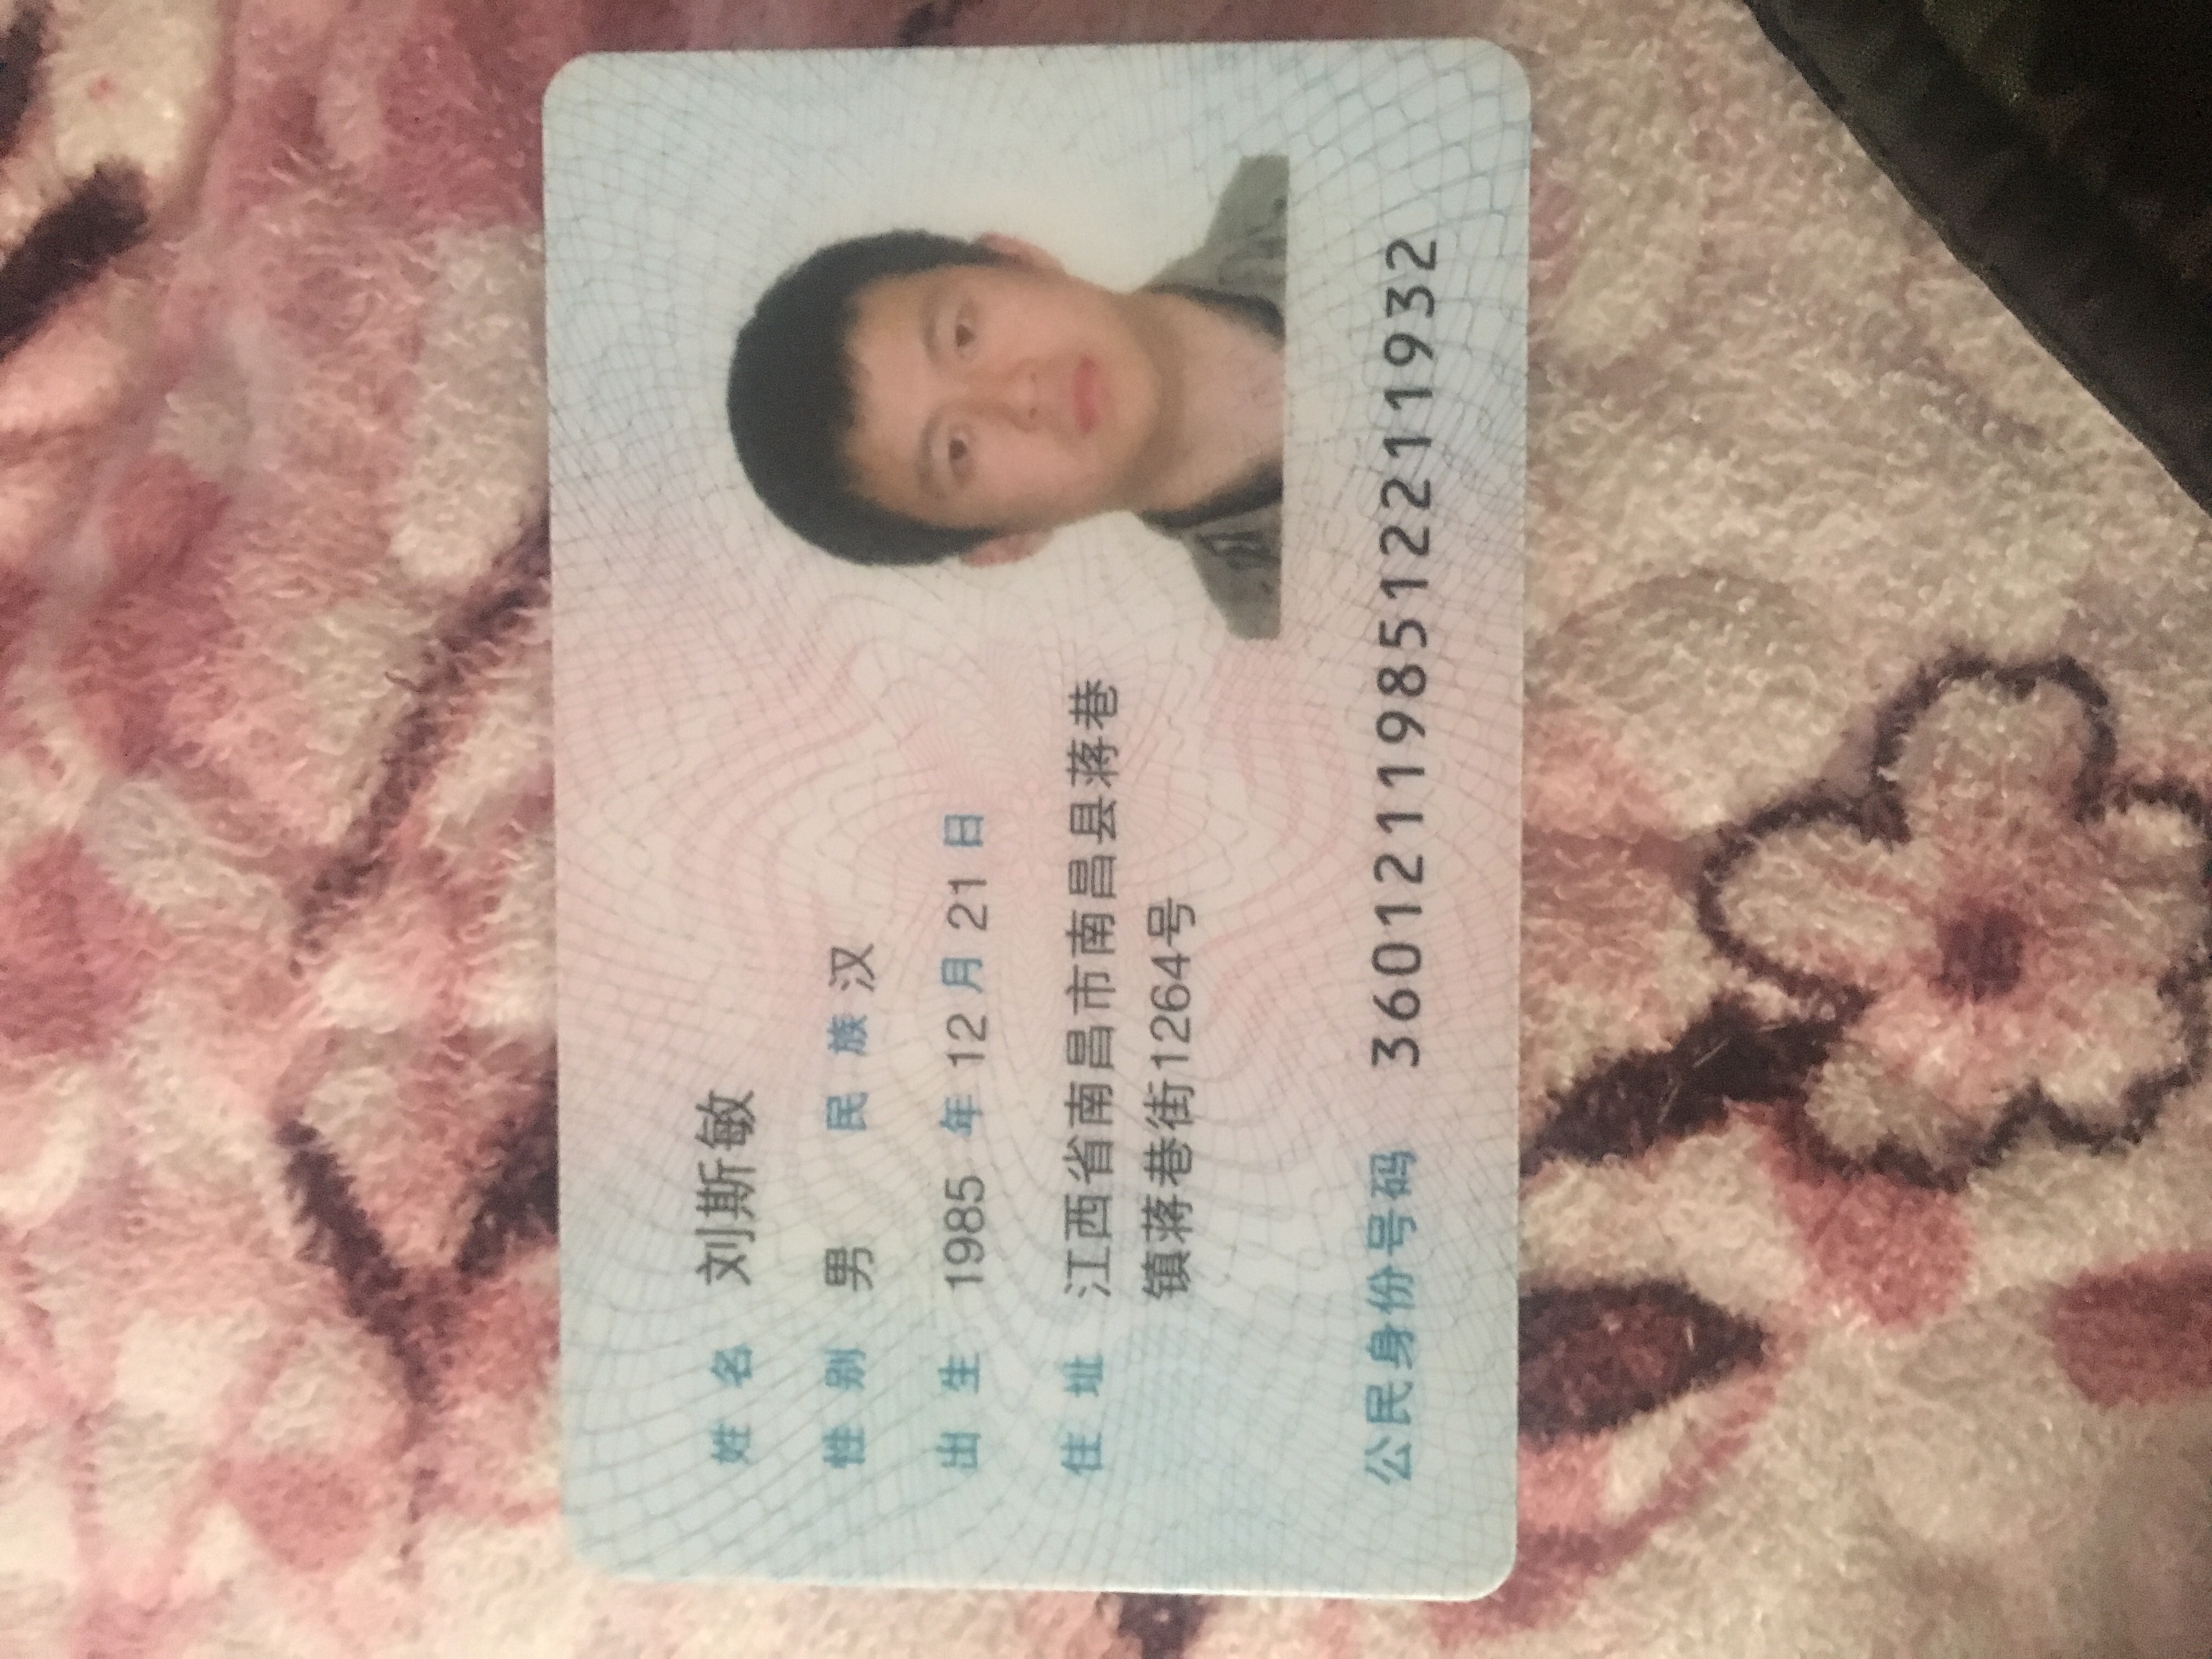 姓名 刘斯敏
性别 男 民族 汉
出生 1985 年 12 月 21 日
住址 江西省南昌市南昌县蒋巷
镇蒋巷街1264号
公民身份号码 360121198512211932